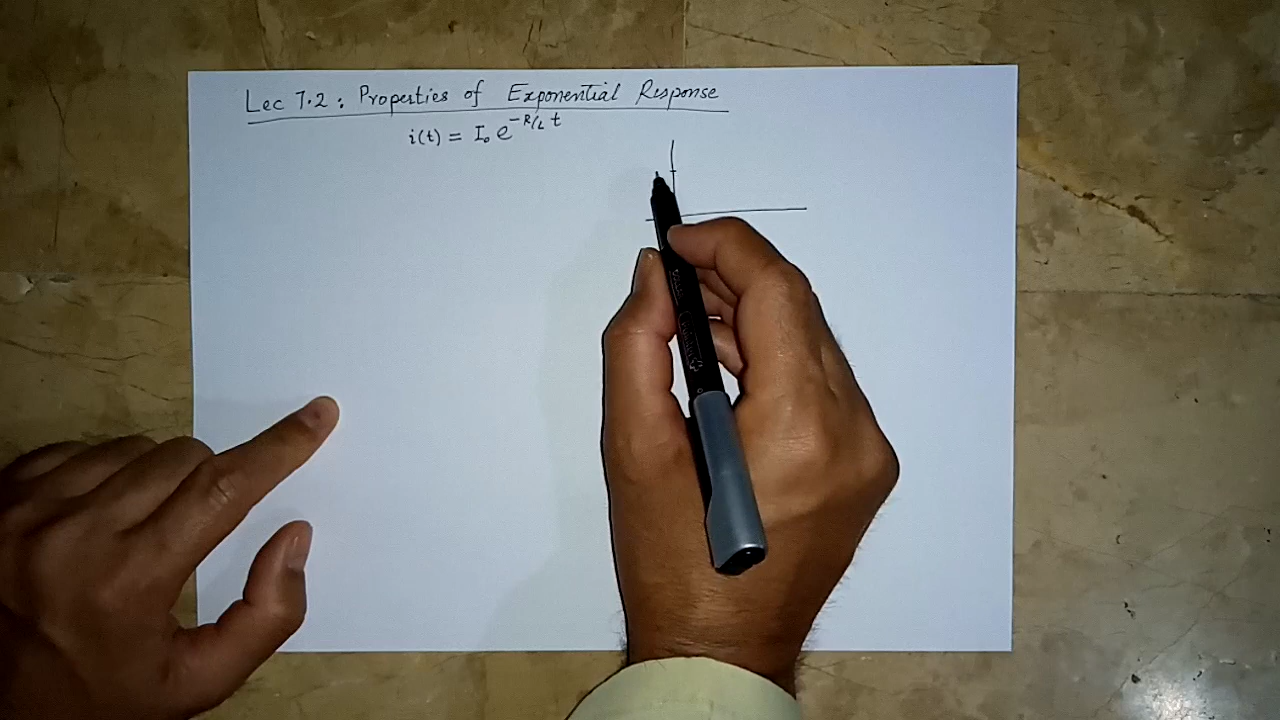 Lec 7.2 : Properties of Exponential Response
i(t) = I₀ e^{-R/L t}